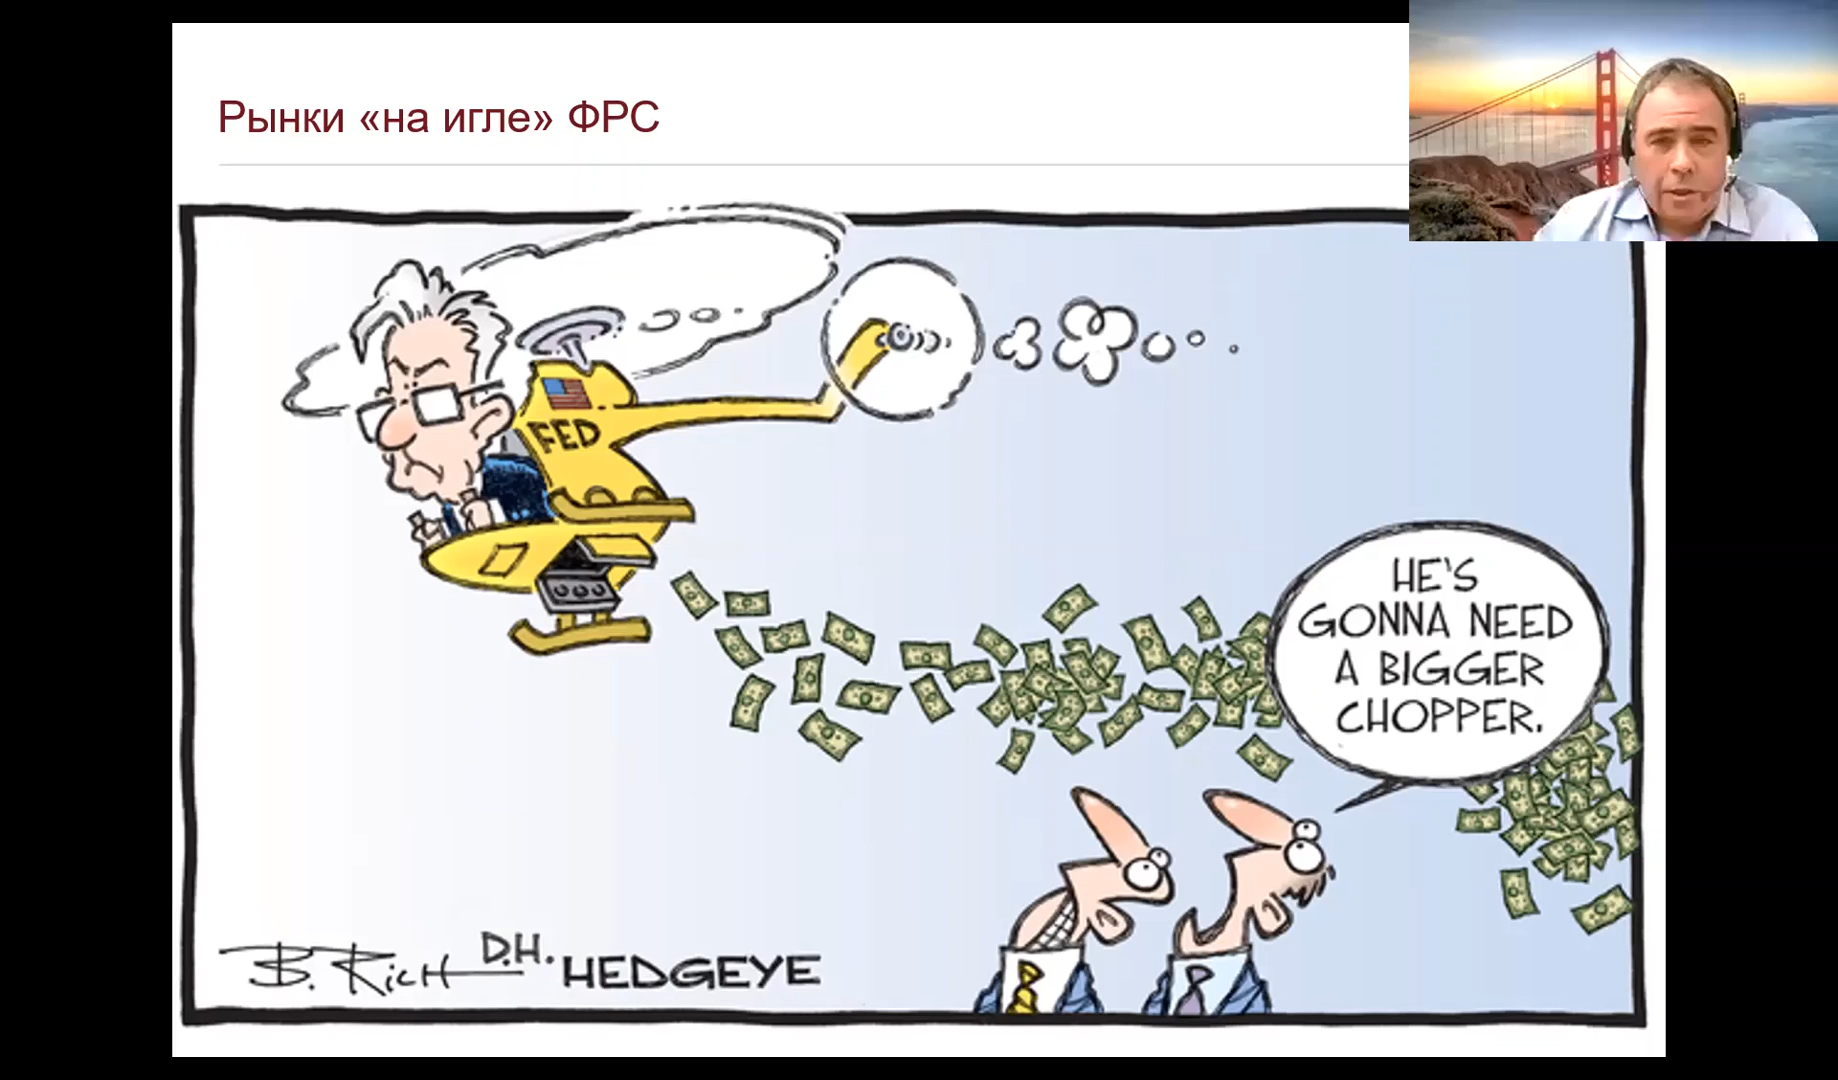 Рынки «на игле» ФРС
FED
HE'S
GONNA NEED
A BIGGER
CHOPPER.
B. RICH D.H. HEDGEYE